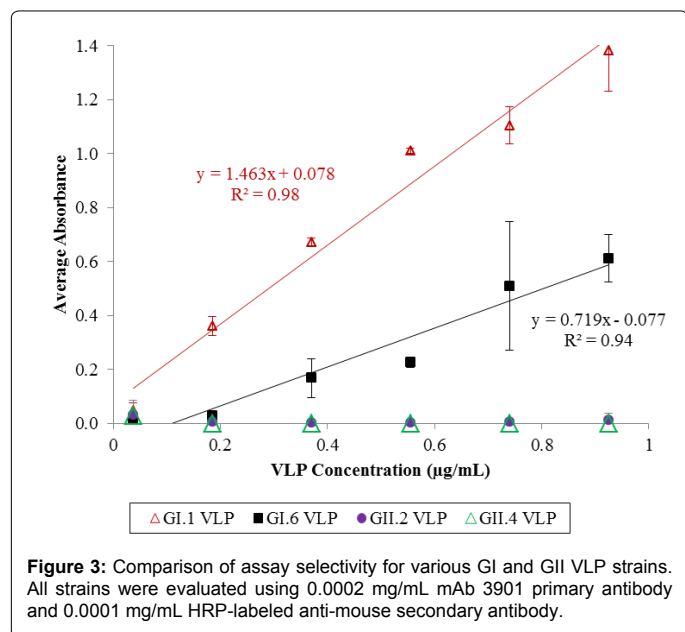 1.4
1.2
1.0
0.8
0.6
0.4
0.2
0.0
Average Absorbance
y = 1.463x + 0.078
R² = 0.98
y = 0.719x - 0.077
R² = 0.94
0 0.2 0.4 0.6 0.8 1
VLP Concentration (µg/mL)
GI.1 VLP GI.6 VLP GII.2 VLP GII.4 VLP
Figure 3: Comparison of assay selectivity for various GI and GII VLP strains.
All strains were evaluated using 0.0002 mg/mL mAb 3901 primary antibody
and 0.0001 mg/mL HRP-labeled anti-mouse secondary antibody.